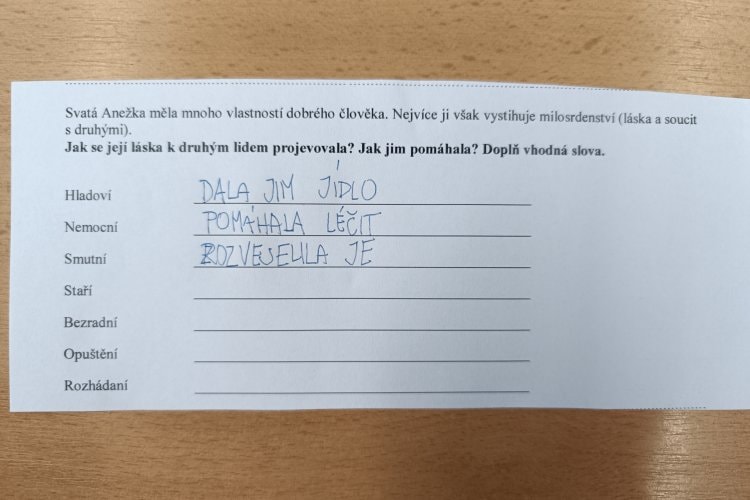 Svatá Anežka měla mnoho vlastností dobrého člověka. Nejvíce ji však vystihuje milosrdenství (láska a soucit
s druhými).
Jak se její láska k druhým lidem projevovala? Jak jim pomáhala? Doplň vhodná slova.
Hladoví DALA JIM JÍDLO
Nemocní POMÁHALA LÉČIT
Smutní ROZVESELILA JE
Staří
Bezradní
Opuštění
Rozhádaní